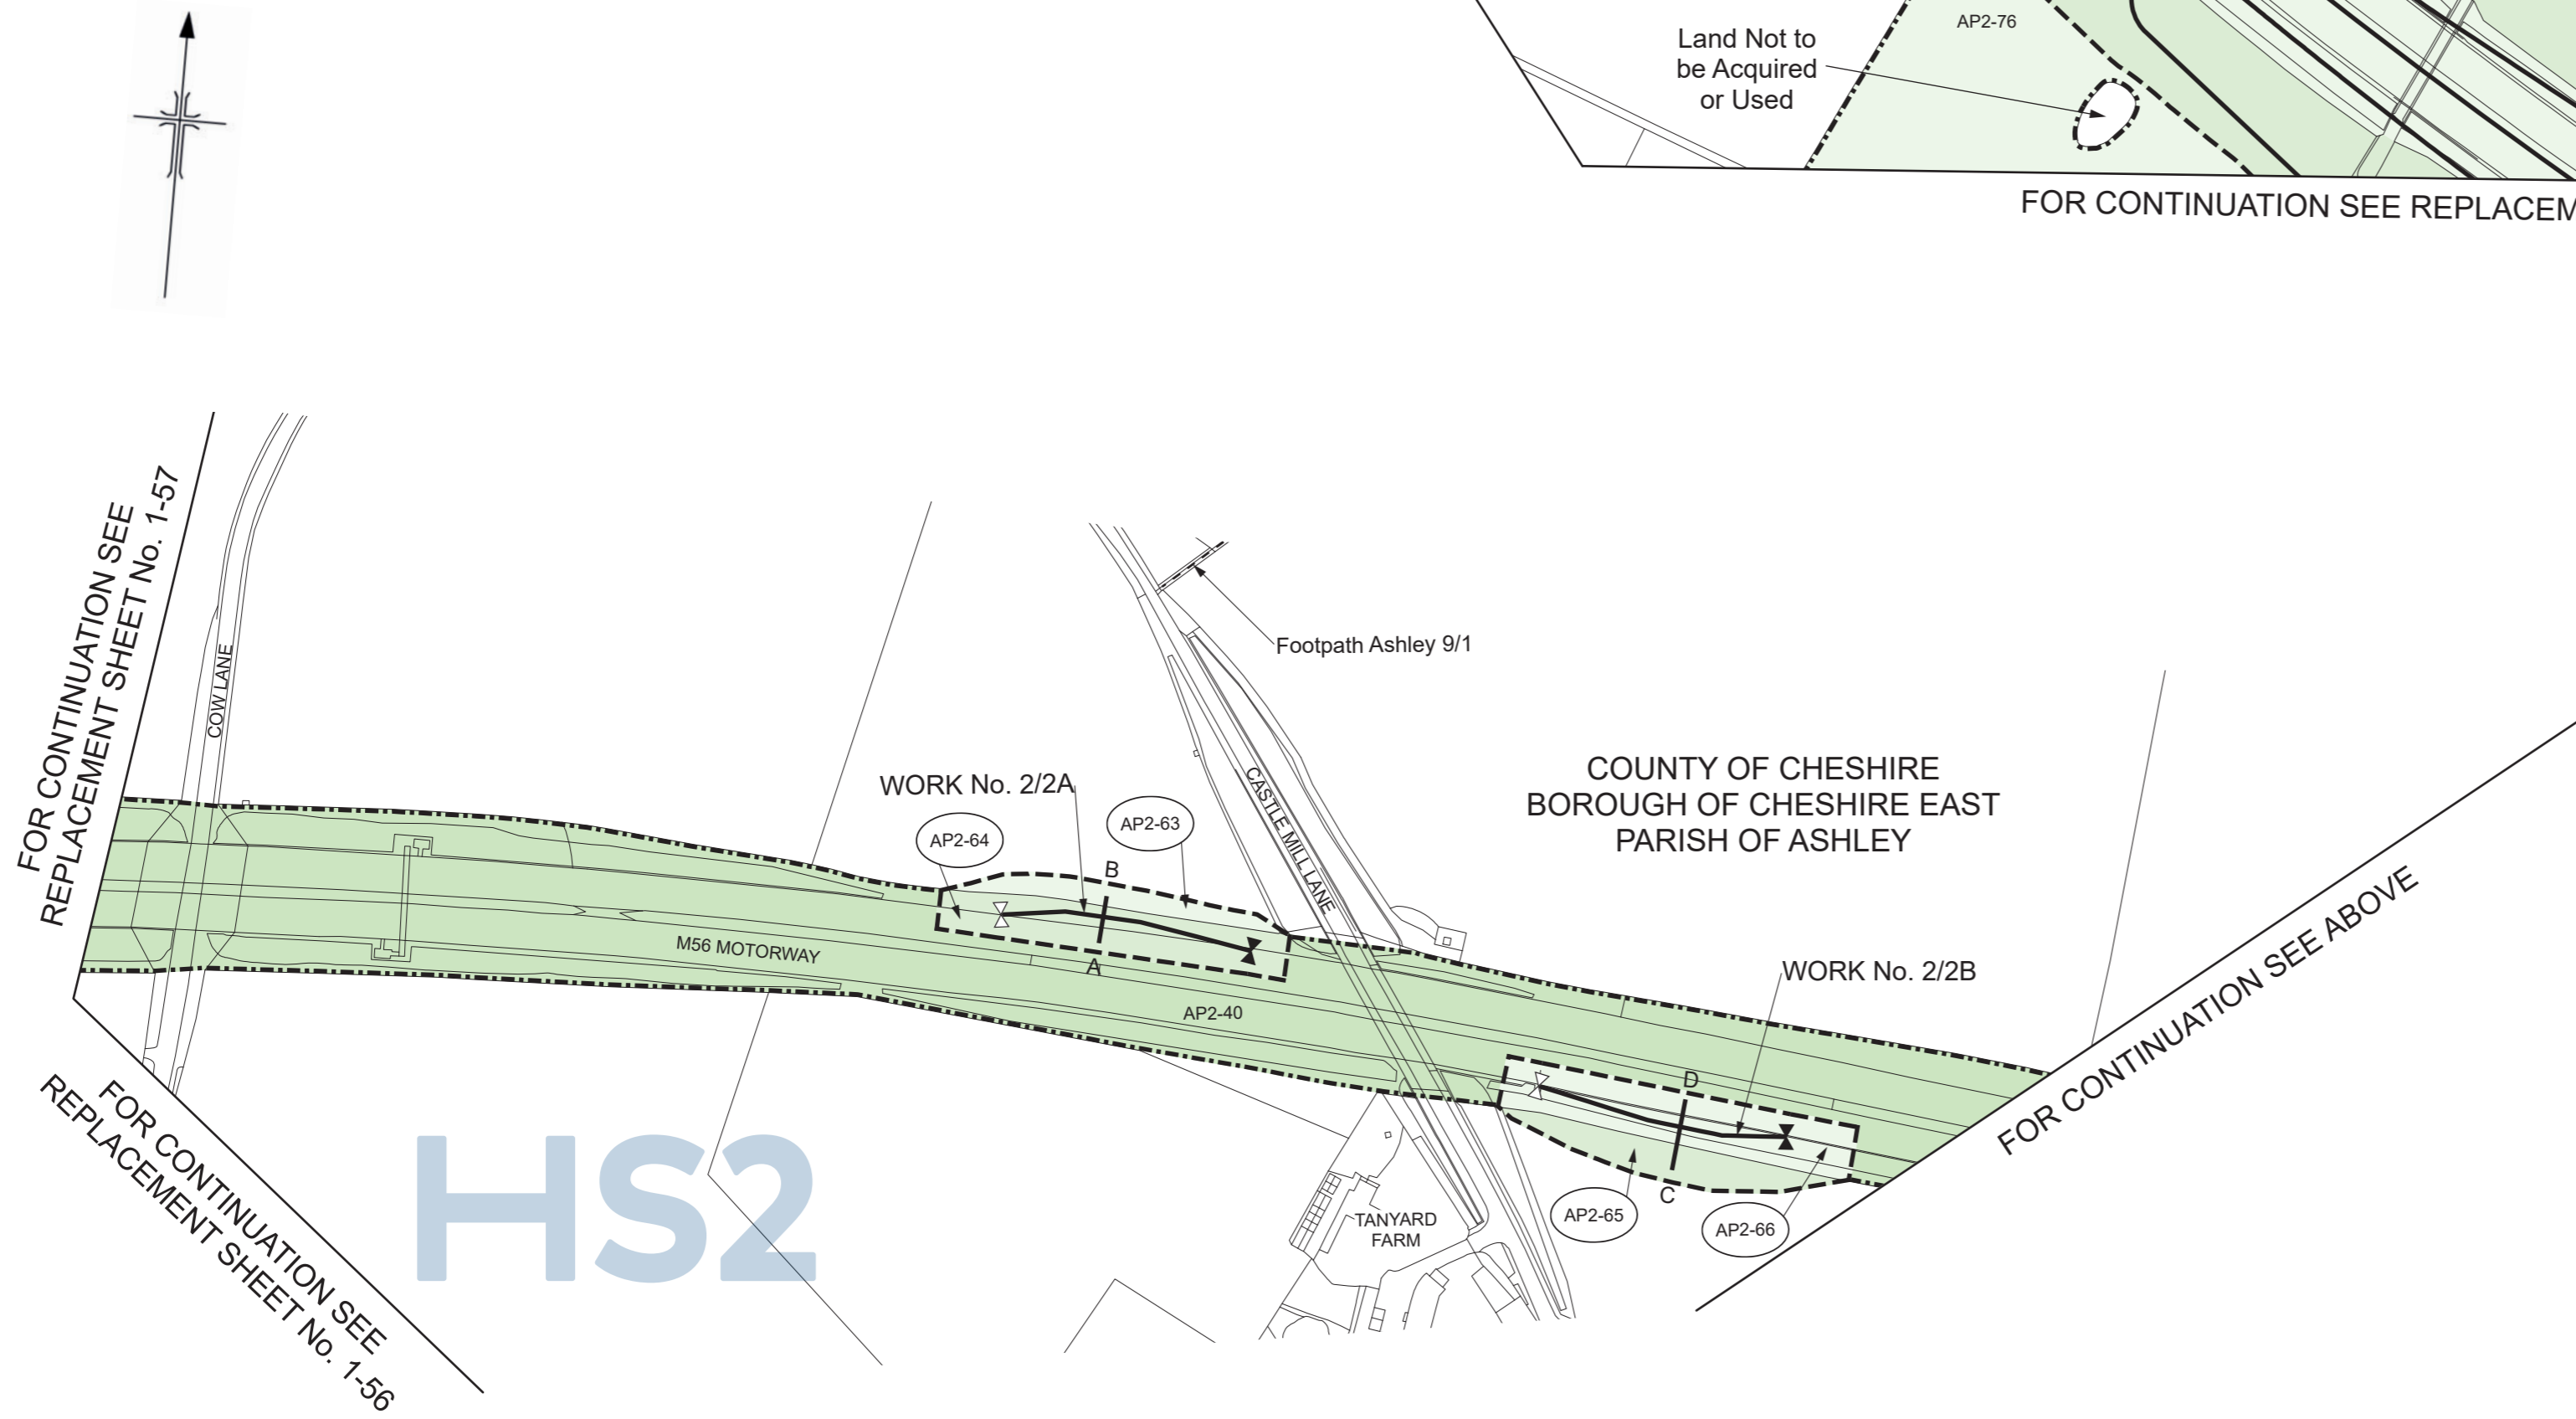 AP2-76
Land Not to
be Acquired
or Used
FOR CONTINUATION SEE REPLACEM
FOR CONTINUATION SEE
REPLACEMENT SHEET No. 1-57
COW LANE
Footpath Ashley 9/1
CASTLE MILL LANE
COUNTY OF CHESHIRE
BOROUGH OF CHESHIRE EAST
PARISH OF ASHLEY
WORK No. 2/2A
AP2-64
AP2-63
B
A
M56 MOTORWAY
AP2-40
WORK No. 2/2B
D
C
AP2-65
AP2-66
FOR CONTINUATION SEE ABOVE
TANYARD
FARM
HS2
FOR CONTINUATION SEE
REPLACEMENT SHEET No. 1-56